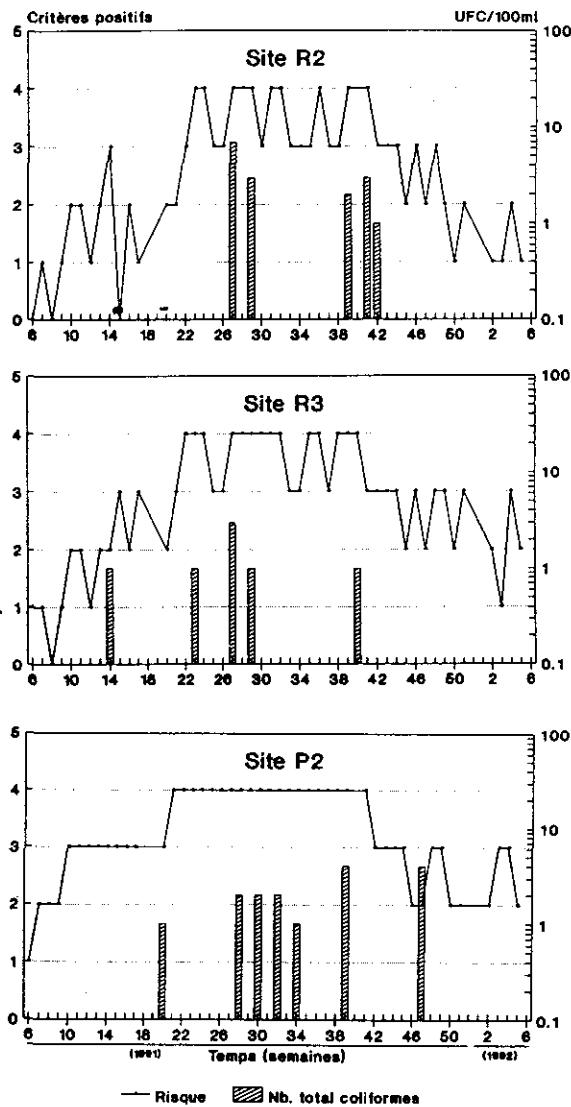 Critères positifs UFC/100ml
Site R2
5 100
4
3 10
2
1 1
0 0.1
6 10 14 18 22 26 30 34 38 42 46 50 2 6
Site R3
5 100
4
3 10
2
1 1
0 0.1
6 10 14 18 22 26 30 34 38 42 46 50 2 6
Site P2
5 100
4
3 10
2
1 1
0 0.1
6 10 14 18 22 26 30 34 38 42 46 50 2 6
(1991) Temps (semaines) (1992)
Risque Nb. total coliformes